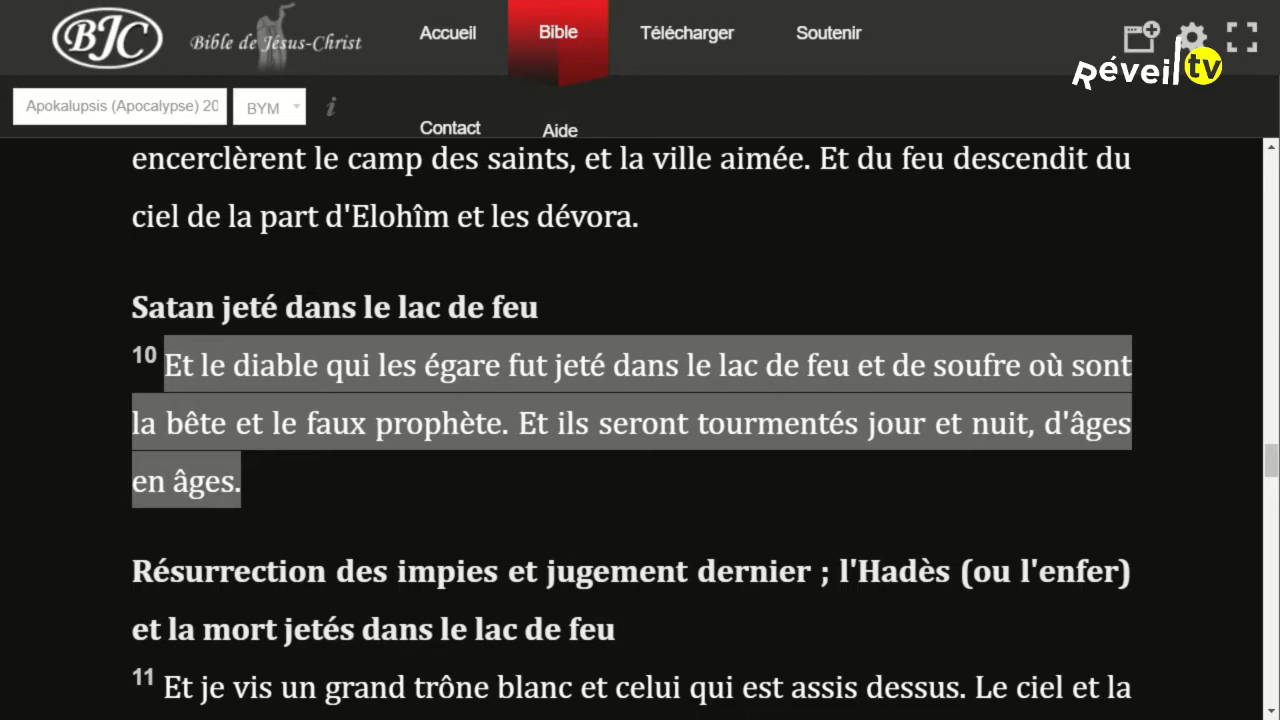 BJC Bible de Jésus-Christ Accueil Bible Télécharger Soutenir
Réveil tv
Apokalupsis (Apocalypse) 20 BYM i
Contact Aide
encerclèrent le camp des saints, et la ville aimée. Et du feu descendit du
ciel de la part d'Elohîm et les dévora.
Satan jeté dans le lac de feu
10 Et le diable qui les égare fut jeté dans le lac de feu et de soufre où sont
la bête et le faux prophète. Et ils seront tourmentés jour et nuit, d'âges
en âges.
Résurrection des impies et jugement dernier ; l'Hadès (ou l'enfer)
et la mort jetés dans le lac de feu
11 Et je vis un grand trône blanc et celui qui est assis dessus. Le ciel et la